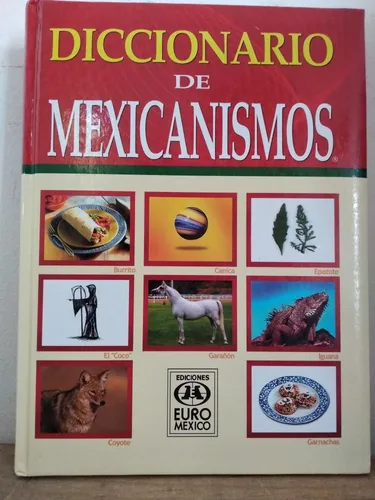 DICCIONARIO
DE
MEXICANISMOS®
Burrito
Canica
Epazote
El "Coco"
Garañón
Iguana
Coyote
EDICIONES
EURO
MEXICO
Garnachas